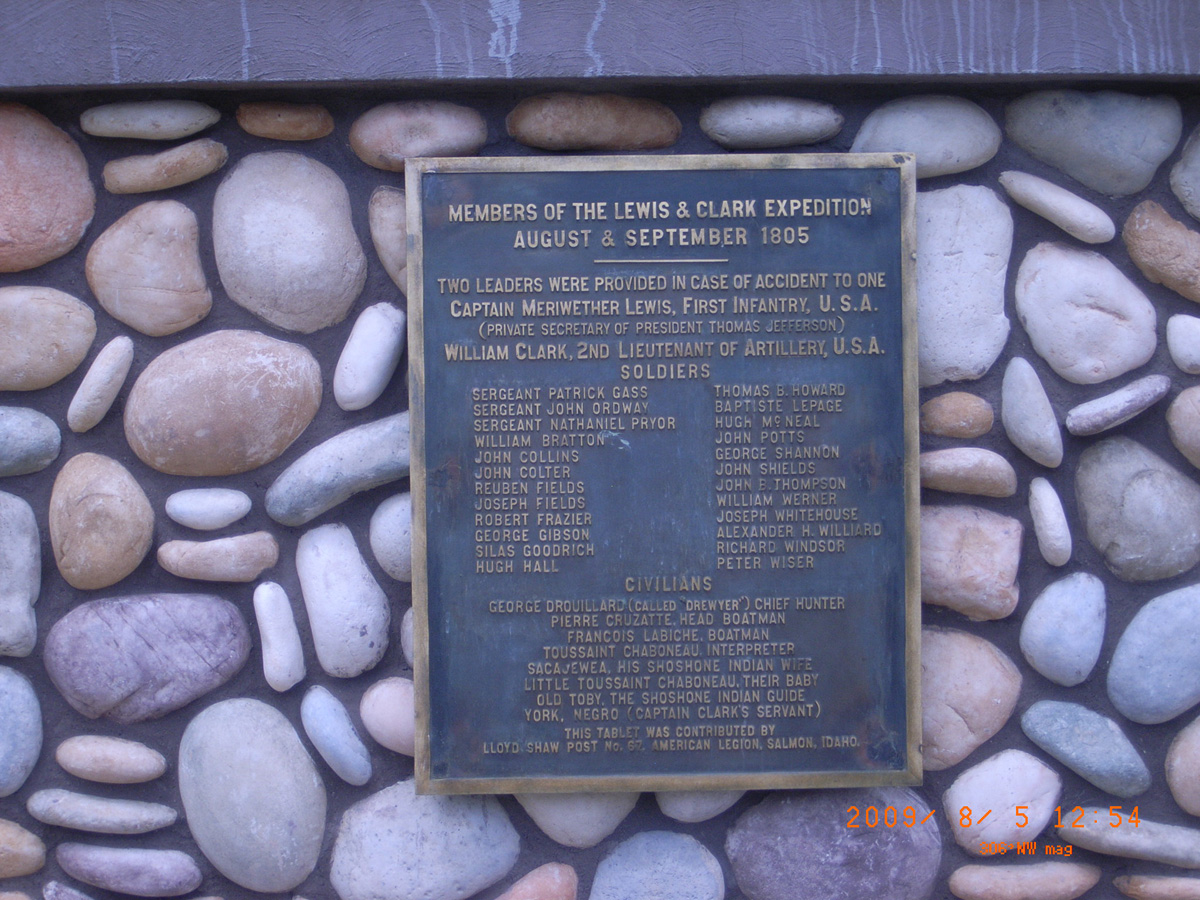 MEMBERS OF THE LEWIS & CLARK EXPEDITION
AUGUST & SEPTEMBER 1805
TWO LEADERS WERE PROVIDED IN CASE OF ACCIDENT TO ONE
CAPTAIN MERIWETHER LEWIS, FIRST INFANTRY, U.S.A.
(PRIVATE SECRETARY OF PRESIDENT THOMAS JEFFERSON)
WILLIAM CLARK, 2ND LIEUTENANT OF ARTILLERY, U.S.A.
SOLDIERS
SERGEANT PATRICK GASS
SERGEANT JOHN ORDWAY
SERGEANT NATHANIEL PRYOR
WILLIAM BRATTON
JOHN COLLINS
JOHN COLTER
REUBEN FIELDS
JOSEPH FIELDS
ROBERT FRAZIER
GEORGE GIBSON
SILAS GOODRICH
HUGH HALL
THOMAS B. HOWARD
BAPTISTE LEPAGE
HUGH McNEAL
JOHN POTTS
GEORGE SHANNON
JOHN SHIELDS
JOHN B. THOMPSON
WILLIAM WERNER
JOSEPH WHITEHOUSE
ALEXANDER H. WILLIARD
RICHARD WINDSOR
PETER WISER
CIVILIANS
GEORGE DROUILLARD (CALLED "DREWYER") CHIEF HUNTER
PIERRE CRUZATTE, HEAD BOATMAN
FRANCOIS LABICHE, BOATMAN
TOUSSAINT CHABONEAU, INTERPRETER
SACAJEWEA, HIS SHOSHONE INDIAN WIFE
LITTLE TOUSSAINT CHABONEAU, THEIR BABY
OLD TOBY, THE SHOSHONE INDIAN GUIDE
YORK, NEGRO (CAPTAIN CLARK'S SERVANT)
THIS TABLET WAS CONTRIBUTED BY
LLOYD SHAW POST No. 67, AMERICAN LEGION, SALMON, IDAHO.
2009/ 8/ 5 12:54
306°NW mag